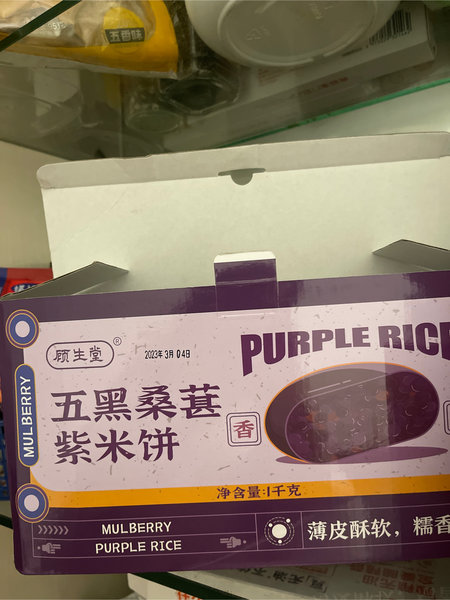 五香味
顾生堂®
2023年3月04日
PURPLE RICE
MULBERRY
五黑桑葚
紫米饼
香
净含量:1千克
MULBERRY
PURPLE RICE
薄皮酥软，糯香